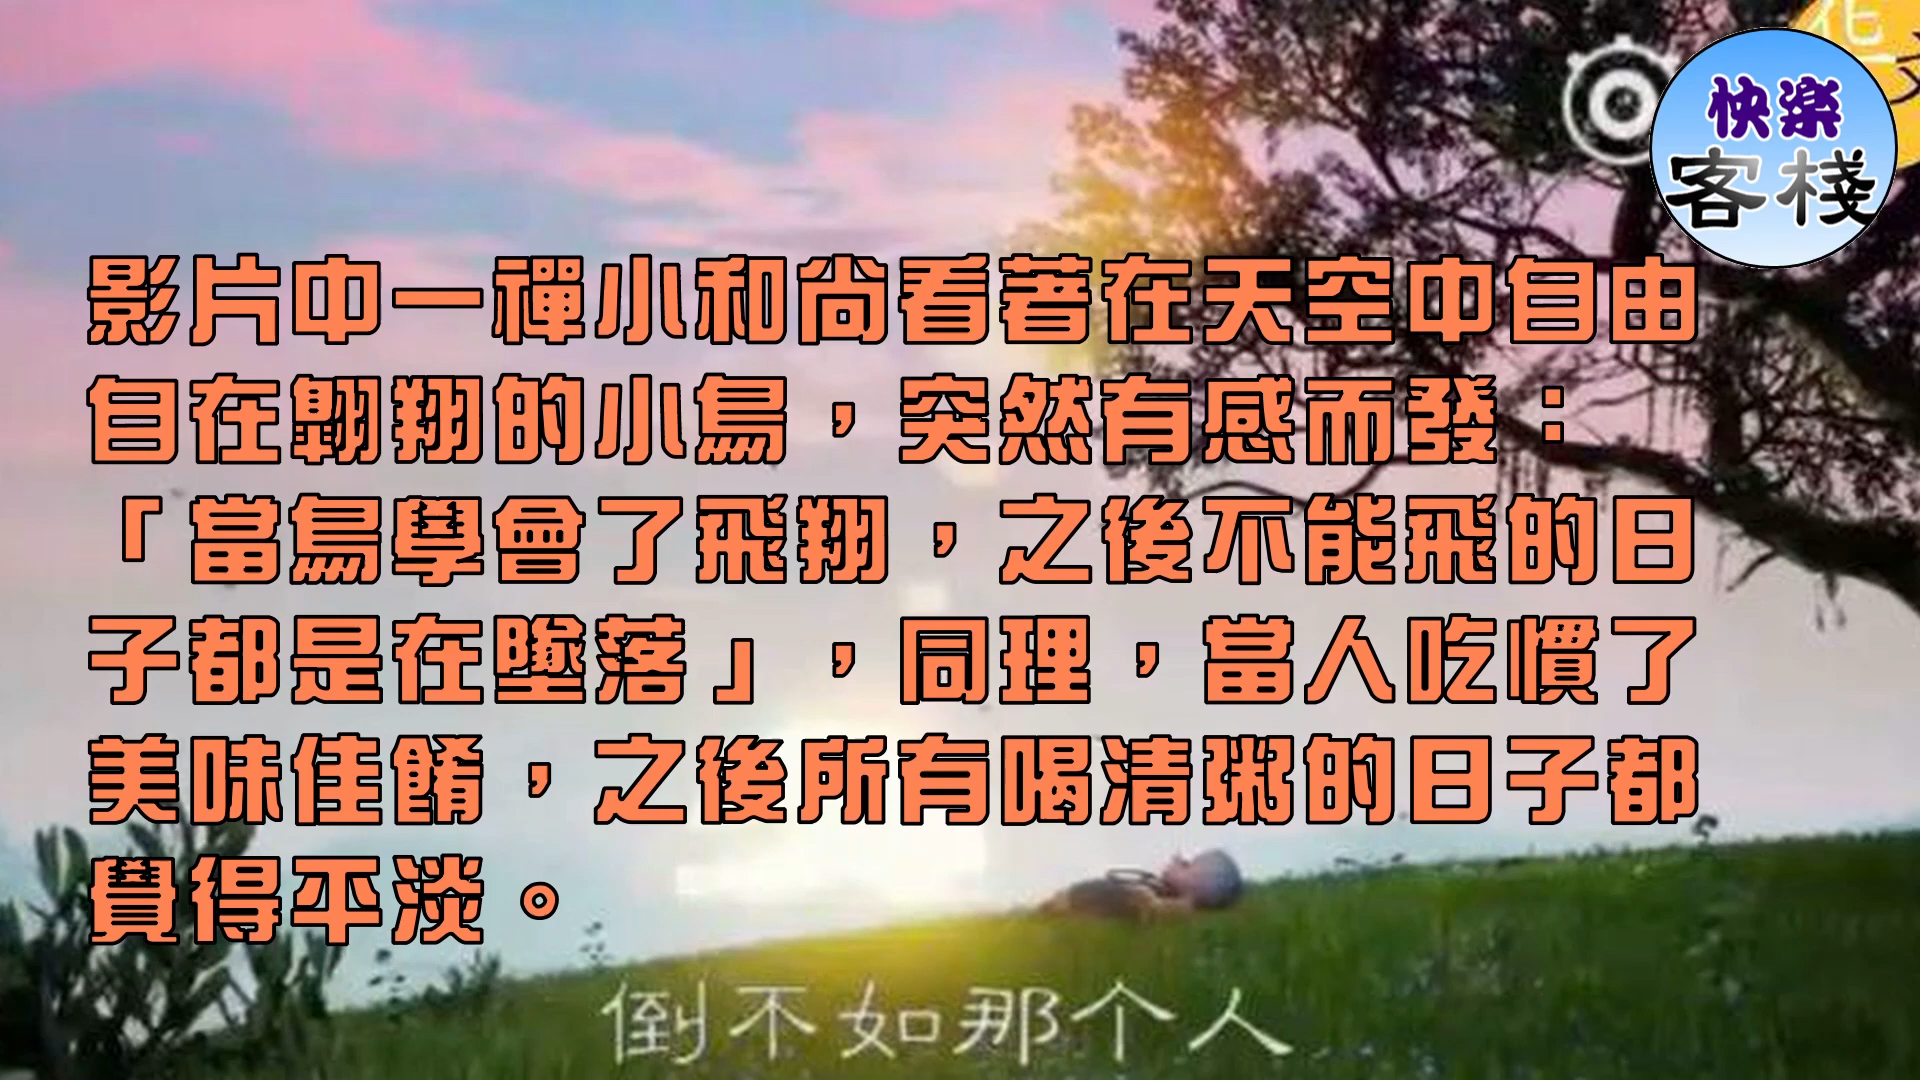 快樂
客棧
影片中一禪小和尚看著在天空中自由
自在翺翔的小鳥，突然有感而發：
「當鳥學會了飛翔，之後不能飛的日
子都是在墜落」，同理，當人吃慣了
美味佳餚，之後所有喝清粥的日子都
覺得平淡。
倒不如那个人